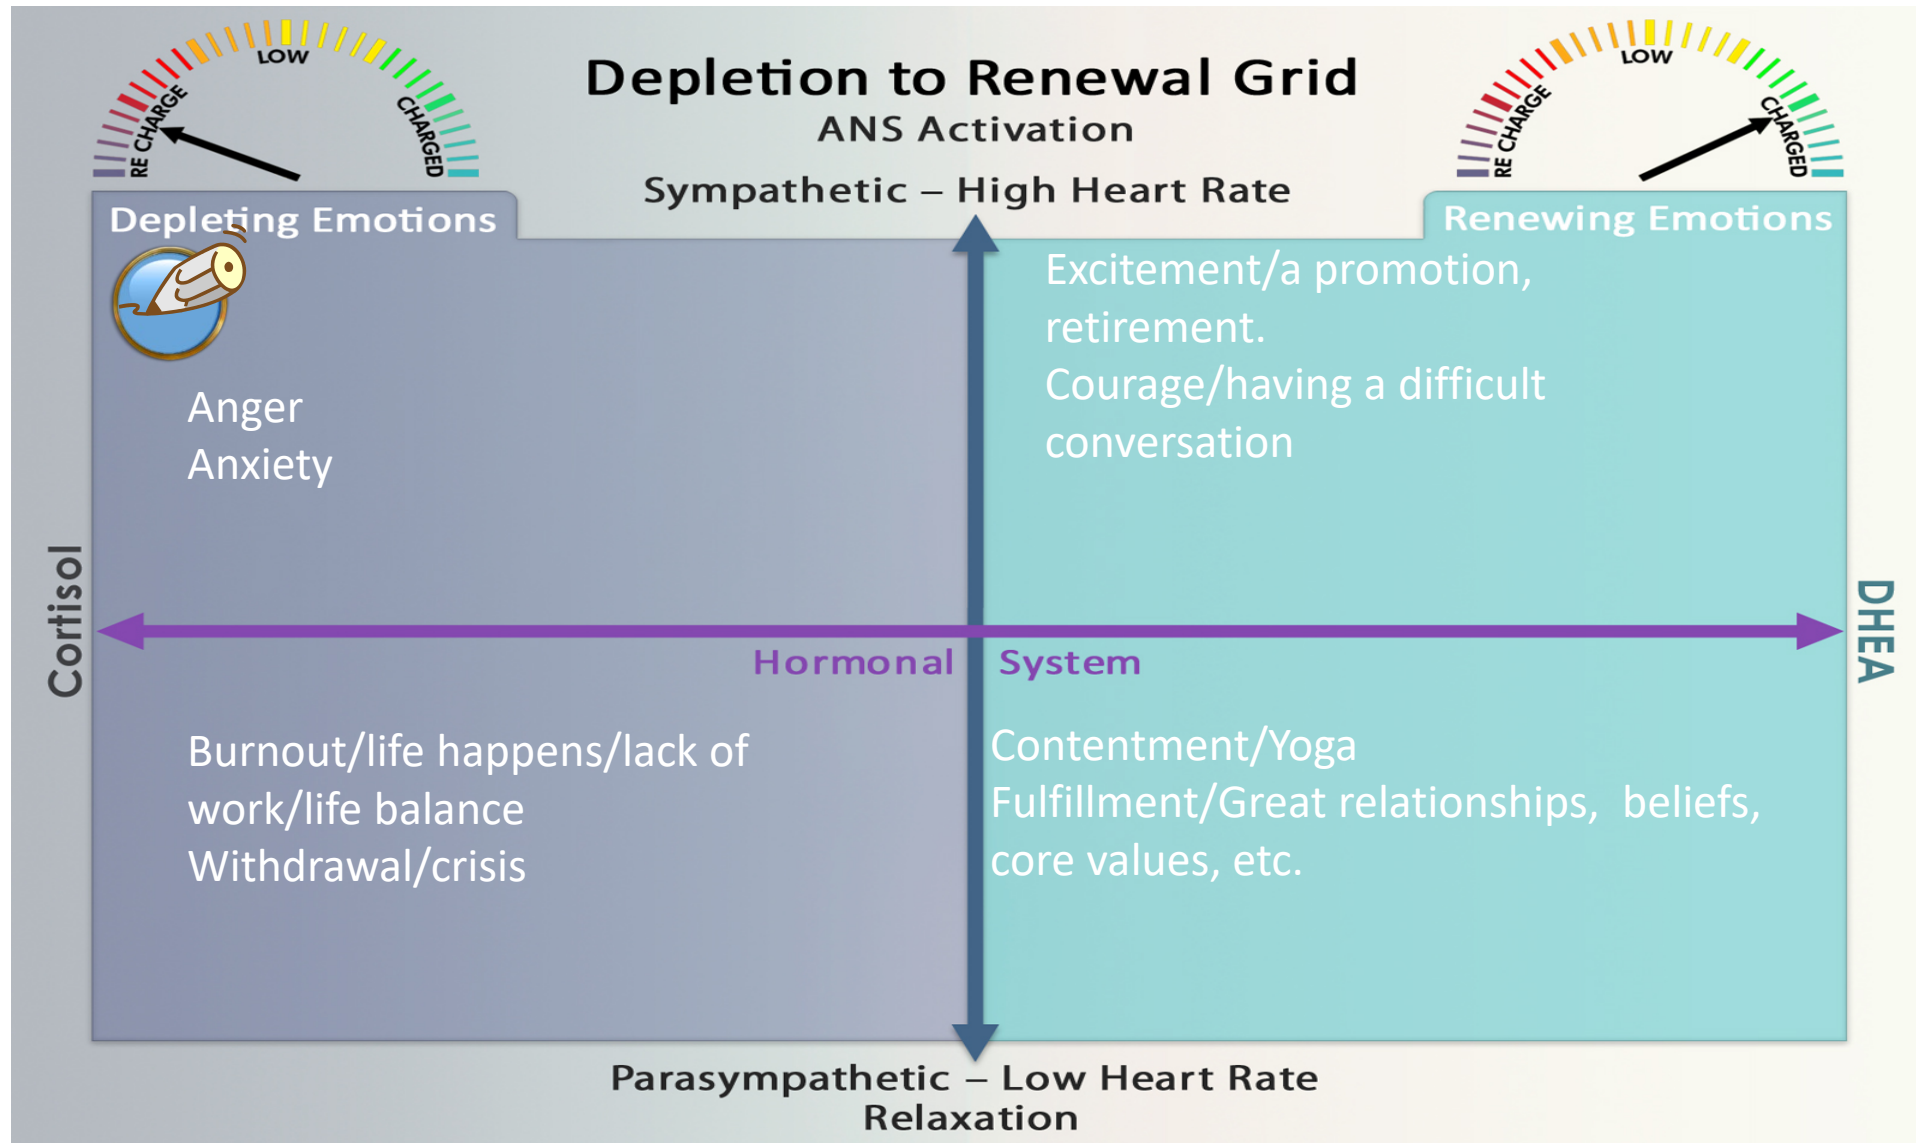 LOW
RE CHARGE
CHARGED
Depletion to Renewal Grid
ANS Activation
Sympathetic – High Heart Rate
LOW
RE CHARGE
CHARGED
Depleting Emotions
Renewing Emotions
Anger
Anxiety
Excitement/a promotion,
retirement.
Courage/having a difficult
conversation
Cortisol
Hormonal System
DHEA
Burnout/life happens/lack of
work/life balance
Withdrawal/crisis
Contentment/Yoga
Fulfillment/Great relationships,  beliefs,
core values, etc.
Parasympathetic – Low Heart Rate
Relaxation